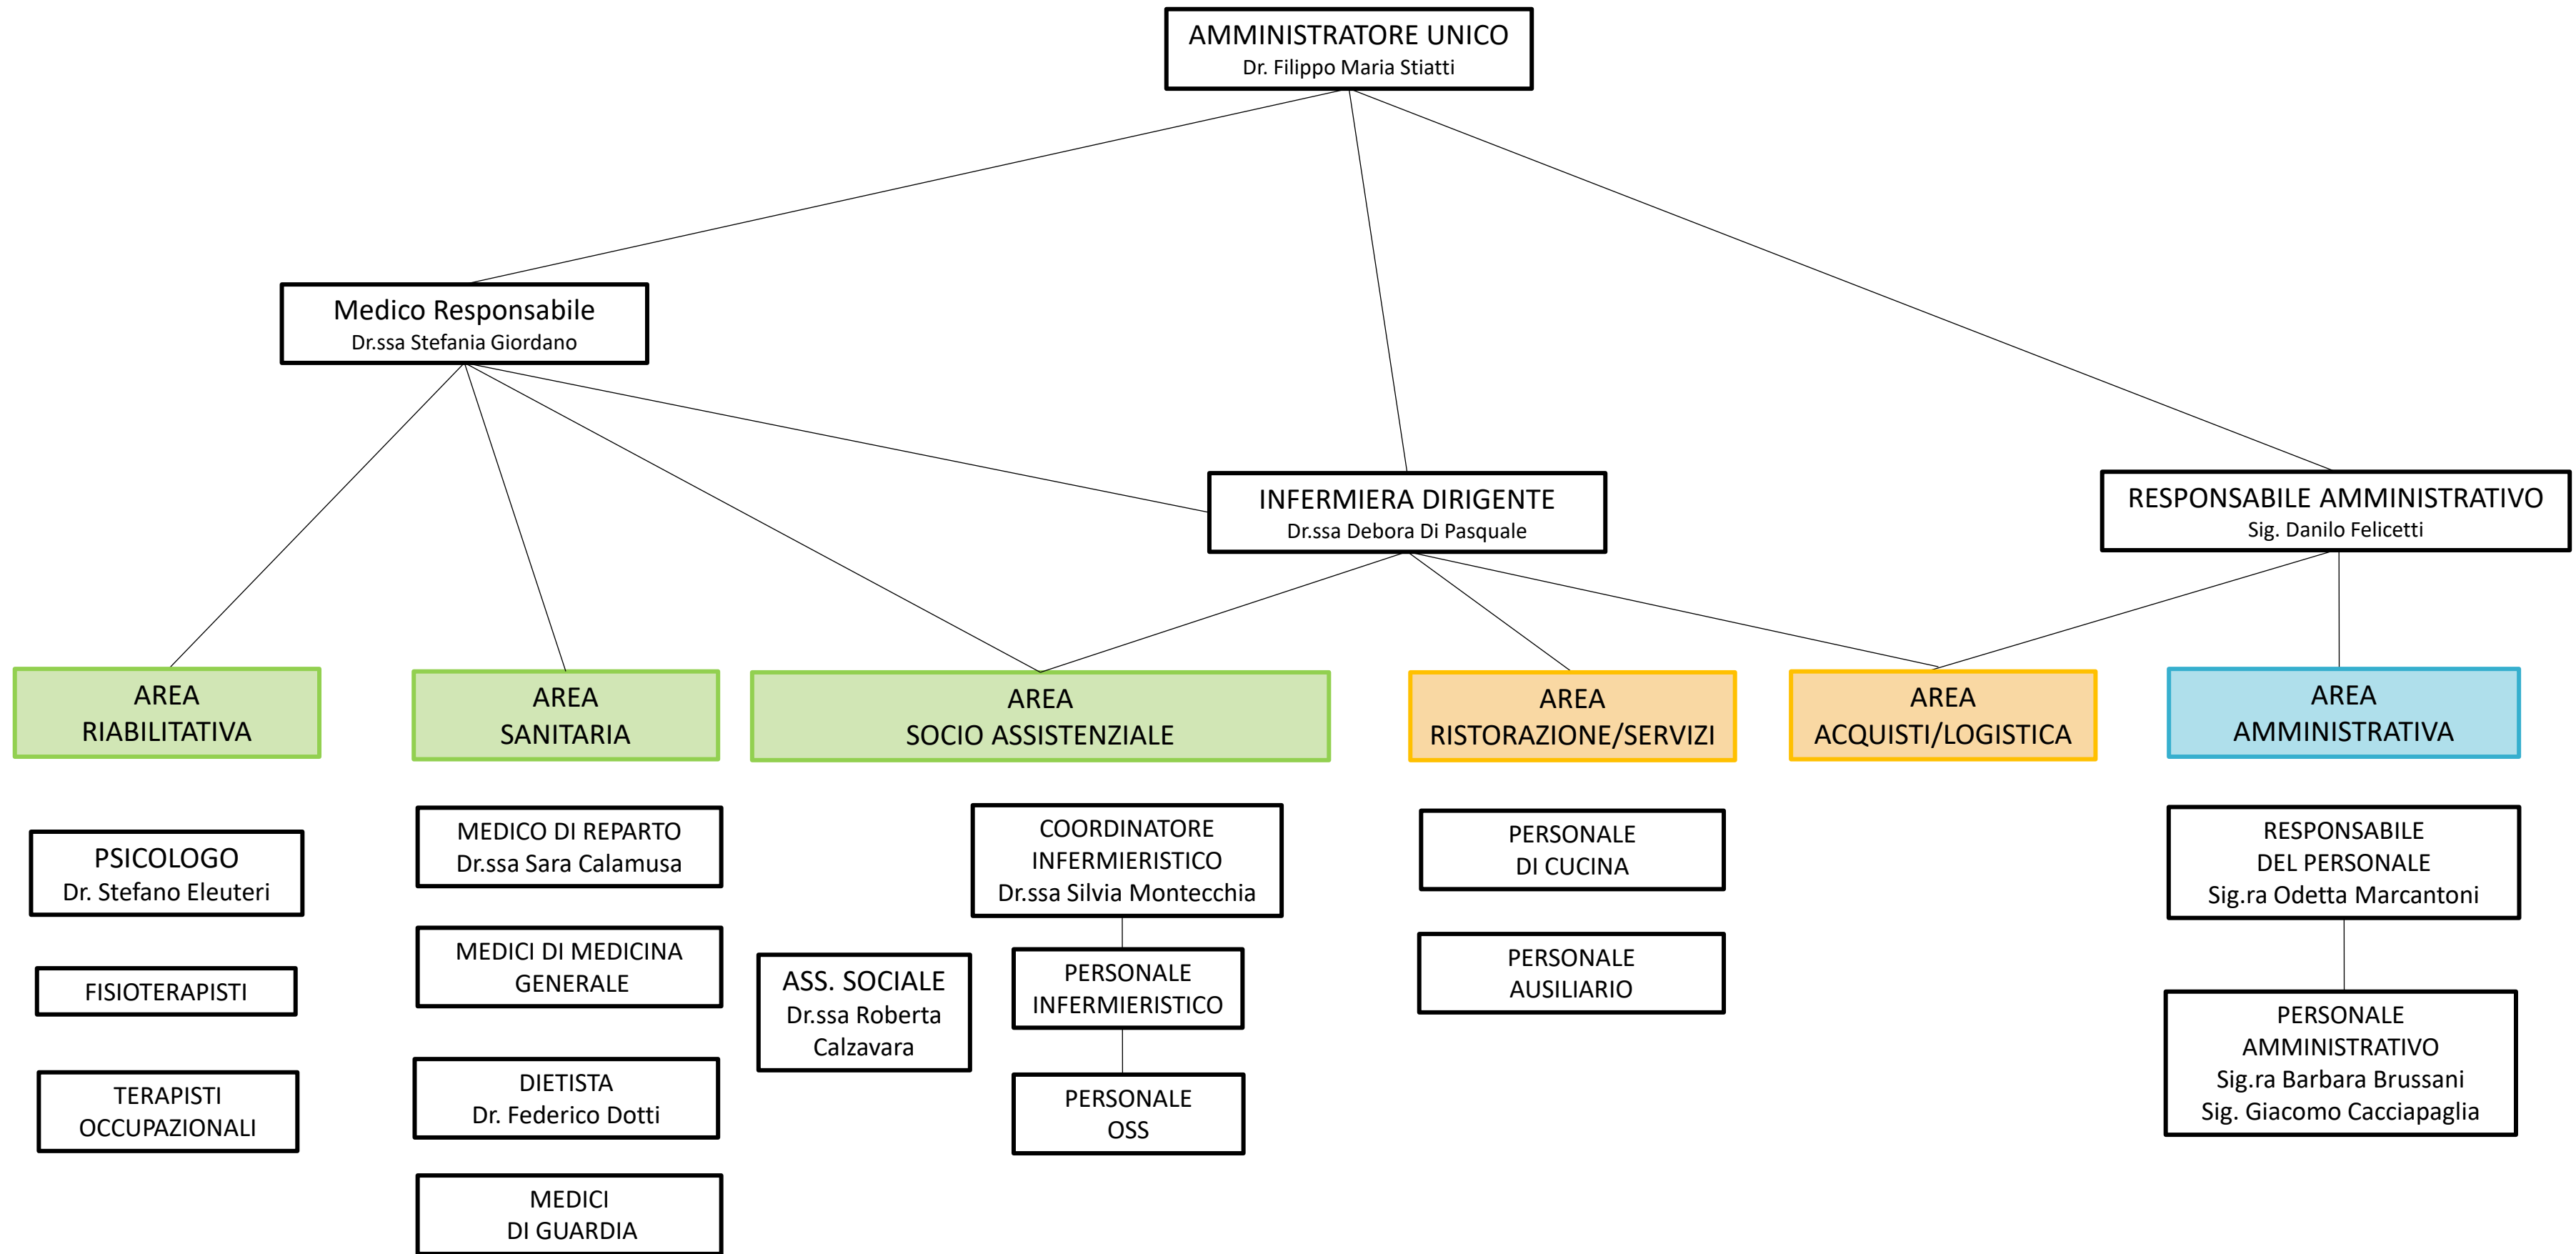 AMMINISTRATORE UNICO
Dr. Filippo Maria Stiatti
Medico Responsabile
Dr.ssa Stefania Giordano
INFERMIERA DIRIGENTE
Dr.ssa Debora Di Pasquale
RESPONSABILE AMMINISTRATIVO
Sig. Danilo Felicetti
AREA
RIABILITATIVA
AREA
SANITARIA
AREA
SOCIO ASSISTENZIALE
AREA
RISTORAZIONE/SERVIZI
AREA
ACQUISTI/LOGISTICA
AREA
AMMINISTRATIVA
PSICOLOGO
Dr. Stefano Eleuteri
FISIOTERAPISTI
TERAPISTI
OCCUPAZIONALI
MEDICO DI REPARTO
Dr.ssa Sara Calamusa
MEDICI DI MEDICINA
GENERALE
DIETISTA
Dr. Federico Dotti
MEDICI
DI GUARDIA
ASS. SOCIALE
Dr.ssa Roberta
Calzavara
COORDINATORE
INFERMIERISTICO
Dr.ssa Silvia Montecchia
PERSONALE
INFERMIERISTICO
PERSONALE
OSS
PERSONALE
DI CUCINA
PERSONALE
AUSILIARIO
RESPONSABILE
DEL PERSONALE
Sig.ra Odetta Marcantoni
PERSONALE
AMMINISTRATIVO
Sig.ra Barbara Brussani
Sig. Giacomo Cacciapaglia